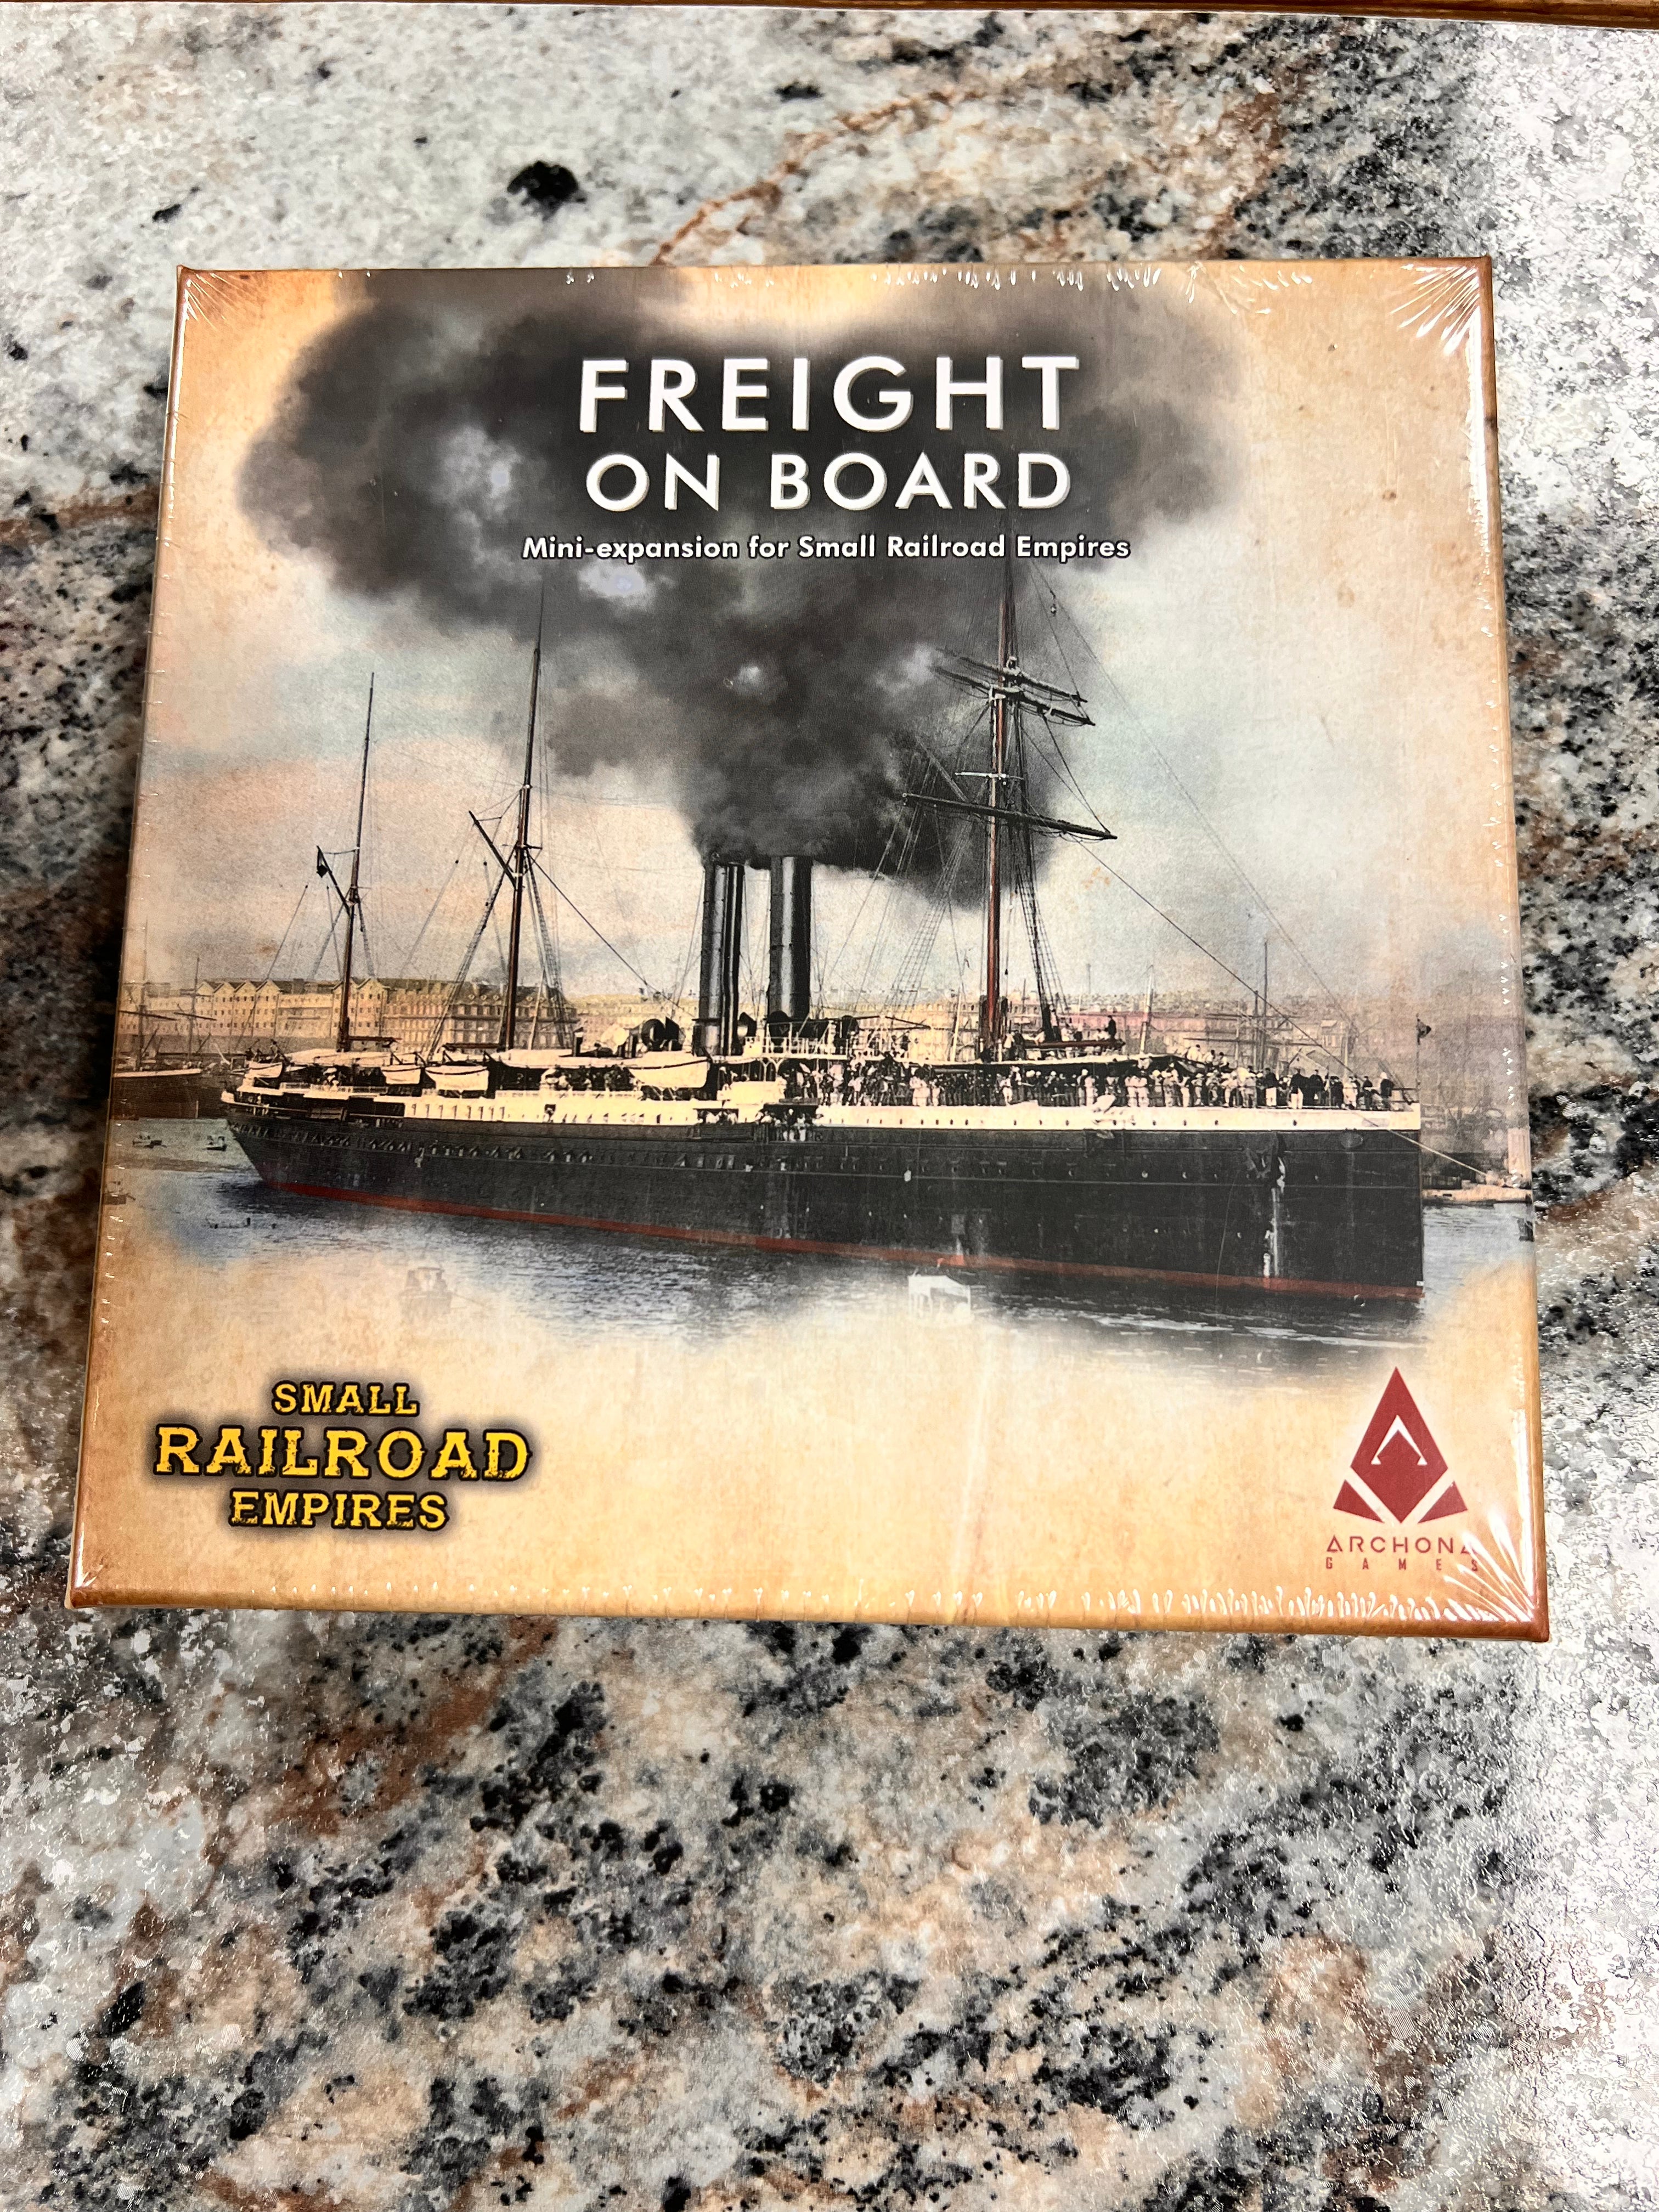 FREIGHT
ON BOARD
Mini-expansion for Small Railroad Empires
SMALL
RAILROAD
EMPIRES
ARCHONA
GAMES